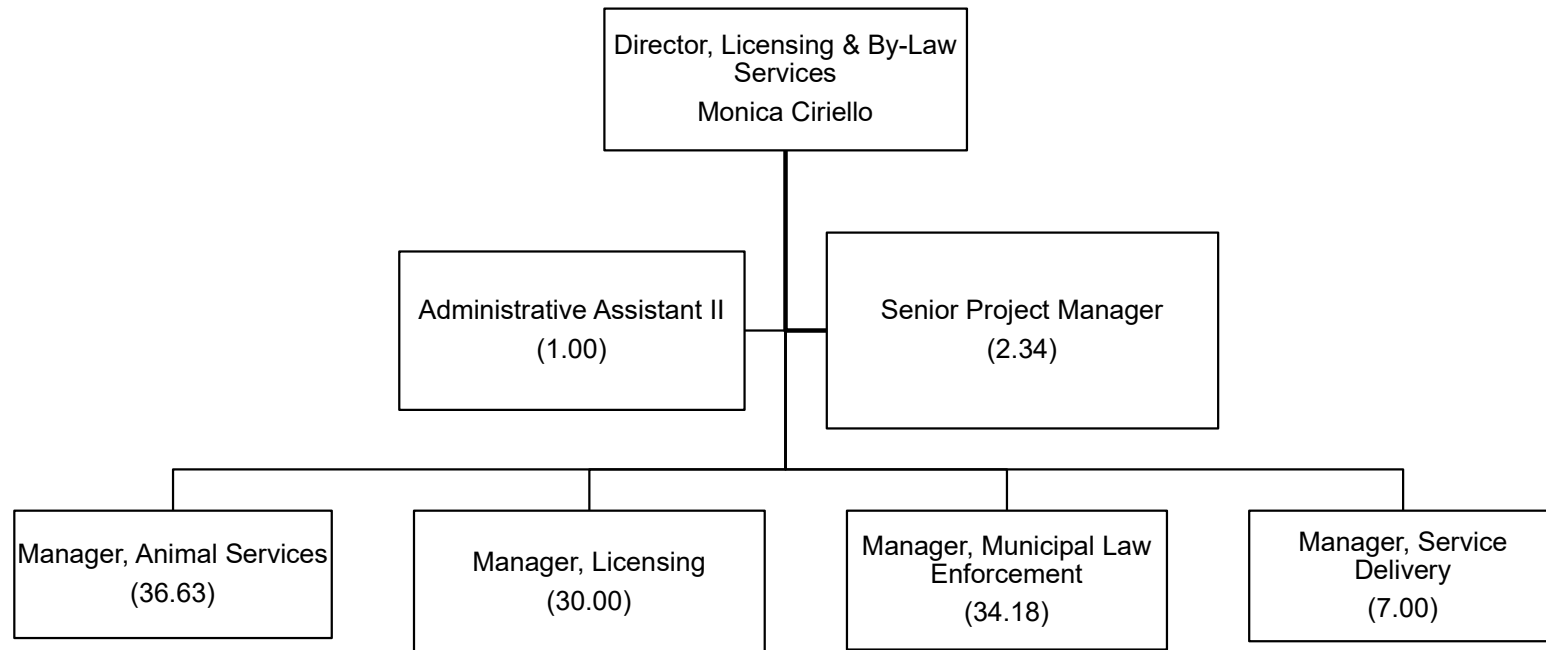 Director, Licensing & By-Law
Services
Monica Ciriello
Administrative Assistant II
(1.00)
Senior Project Manager
(2.34)
Manager, Animal Services
(36.63)
Manager, Licensing
(30.00)
Manager, Municipal Law
Enforcement
(34.18)
Manager, Service
Delivery
(7.00)